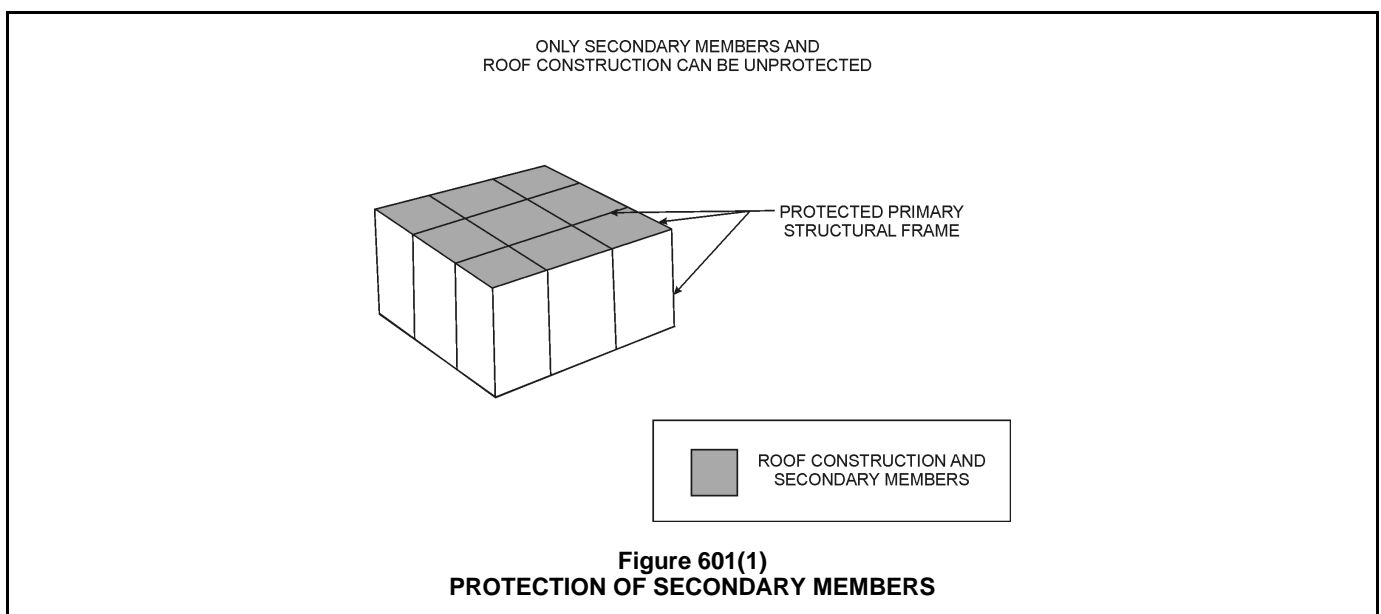 ONLY SECONDARY MEMBERS AND
ROOF CONSTRUCTION CAN BE UNPROTECTED
PROTECTED PRIMARY
STRUCTURAL FRAME
ROOF CONSTRUCTION AND
SECONDARY MEMBERS
Figure 601(1)
PROTECTION OF SECONDARY MEMBERS